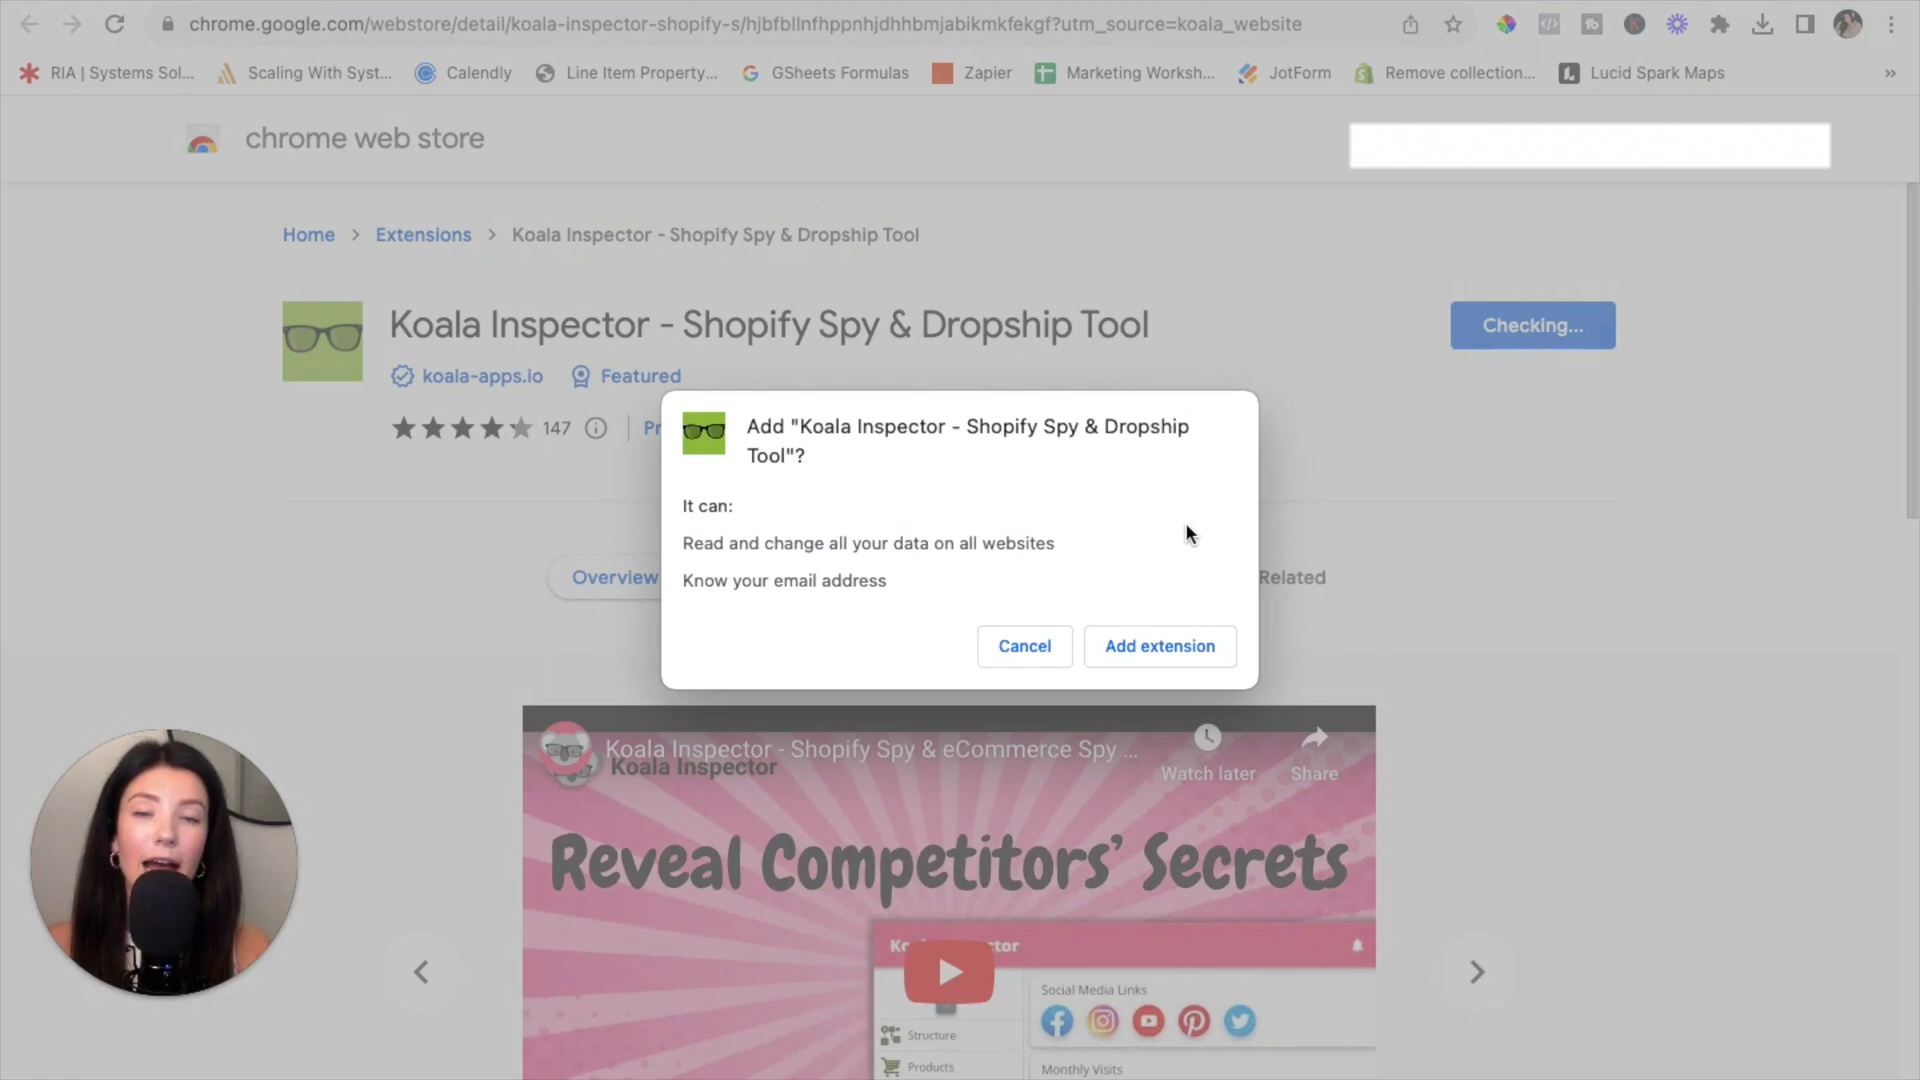 chrome.google.com/webstore/detail/koala-inspector-shopify-s/hjbfbllnfhppnhjdhhbmjabikmkfekgf?utm_source=koala_website
RIA | Systems Sol...
Scaling With Syst...
Calendly
Line Item Property...
GSheets Formulas
Zapier
Marketing Worksh...
JotForm
Remove collection...
Lucid Spark Maps
»
chrome web store
Home > Extensions > Koala Inspector - Shopify Spy & Dropship Tool
Koala Inspector - Shopify Spy & Dropship Tool
Checking...
koala-apps.io
Featured
147
Pr
Add "Koala Inspector - Shopify Spy & Dropship
Tool"?
It can:
Read and change all your data on all websites
Know your email address
Cancel
Add extension
Overview
Related
Koala Inspector - Shopify Spy & eCommerce Spy ...
Koala Inspector
Watch later
Share
Reveal Competitors' Secrets
Social Media Links
Structure
Products
Monthly Visits